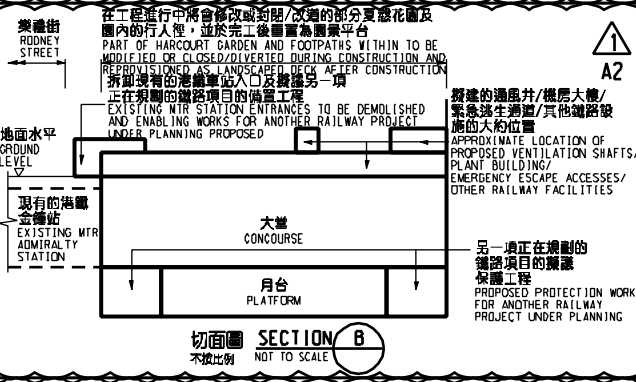 樂禮街
RODNEY
STREET
在工程進行中將會修改或封閉/改道的部分夏慤花園及
園內的行人徑，並於完工後重置為園景平台
PART OF HARCOURT GARDEN AND FOOTPATHS WITHIN TO BE
MODIFIED OR CLOSED/DIVERTED DURING CONSTRUCTION AND
REPROVISIONED AS LANDSCAPED DECK AFTER CONSTRUCTION
拆卸現有的港鐵車站入口及擬議另一項
正在規劃的鐵路項目的備置工程
EXISTING MTR STATION ENTRANCES TO BE DEMOLISHED
AND ENABLING WORKS FOR ANOTHER RAILWAY PROJECT
UNDER PLANNING PROPOSED
1
A2
擬建的通風井/機房大樓/
緊急逃生通道/其他鐵路設
施的大約位置
APPROXIMATE LOCATION OF
PROPOSED VENTILATION SHAFTS/
PLANT BUILDING/
EMERGENCY ESCAPE ACCESSES/
OTHER RAILWAY FACILITIES
地面水平
GROUND
LEVEL
現有的港鐵
金鐘站
EXISTING MTR
ADMIRALTY
STATION
大堂
CONCOURSE
月台
PLATFORM
另一項正在規劃的
鐵路項目的擬議
保護工程
PROPOSED PROTECTION WORK
FOR ANOTHER RAILWAY
PROJECT UNDER PLANNING
切面圖 SECTION B
不按比例 NOT TO SCALE